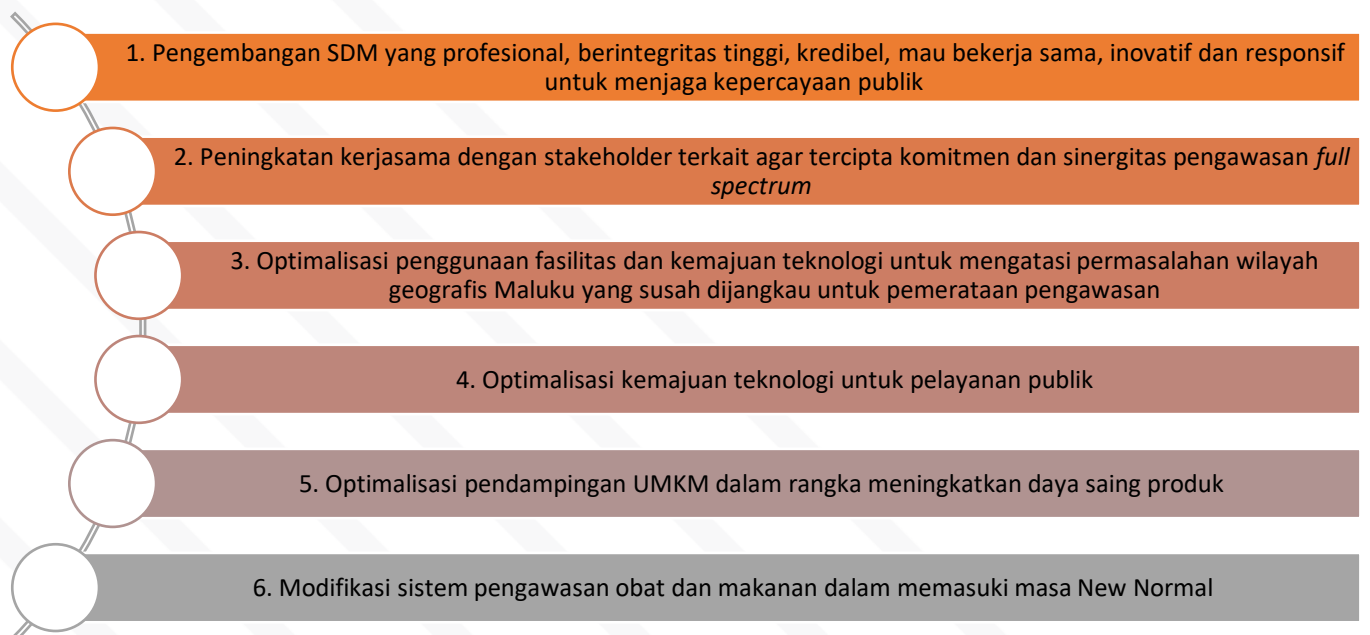 1. Pengembangan SDM yang profesional, berintegritas tinggi, kredibel, mau bekerja sama, inovatif dan responsif
untuk menjaga kepercayaan publik
2. Peningkatan kerjasama dengan stakeholder terkait agar tercipta komitmen dan sinergitas pengawasan full
spectrum
3. Optimalisasi penggunaan fasilitas dan kemajuan teknologi untuk mengatasi permasalahan wilayah
geografis Maluku yang susah dijangkau untuk pemerataan pengawasan
4. Optimalisasi kemajuan teknologi untuk pelayanan publik
5. Optimalisasi pendampingan UMKM dalam rangka meningkatkan daya saing produk
6. Modifikasi sistem pengawasan obat dan makanan dalam memasuki masa New Normal